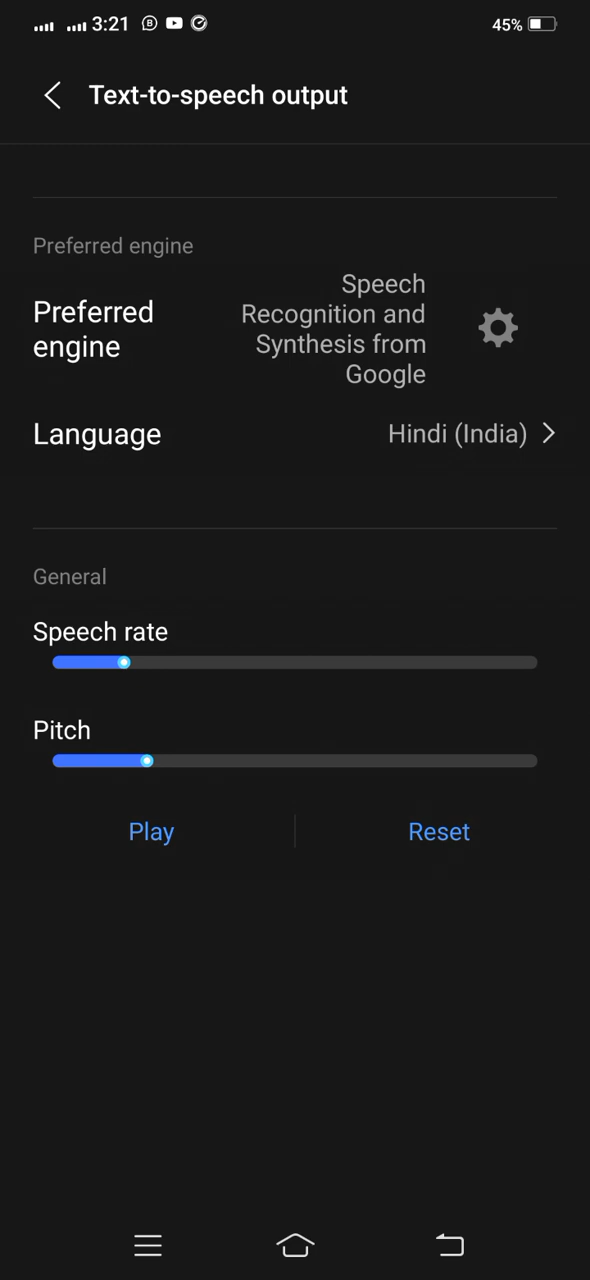 3:21
45%
Text-to-speech output
Preferred engine
Preferred
engine
Speech
Recognition and
Synthesis from
Google
Language
Hindi (India)
General
Speech rate
Pitch
Play
Reset